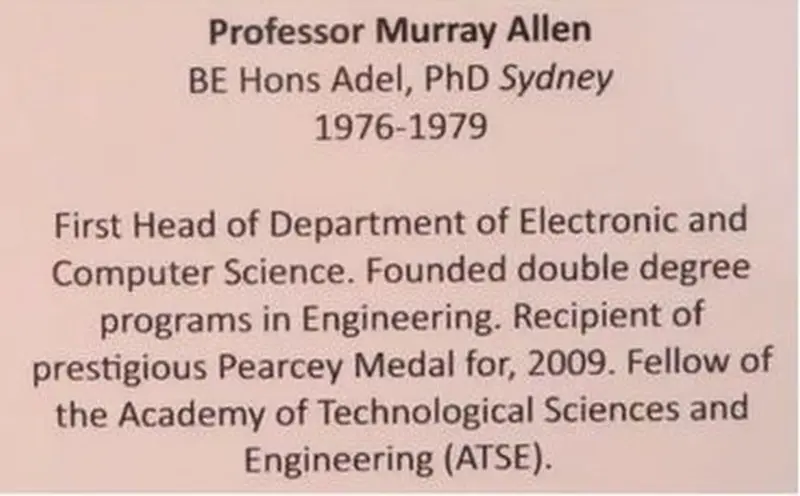 Professor Murray Allen
BE Hons Adel, PhD Sydney
1976-1979
First Head of Department of Electronic and
Computer Science. Founded double degree
programs in Engineering. Recipient of
prestigious Pearcey Medal for, 2009. Fellow of
the Academy of Technological Sciences and
Engineering (ATSE).